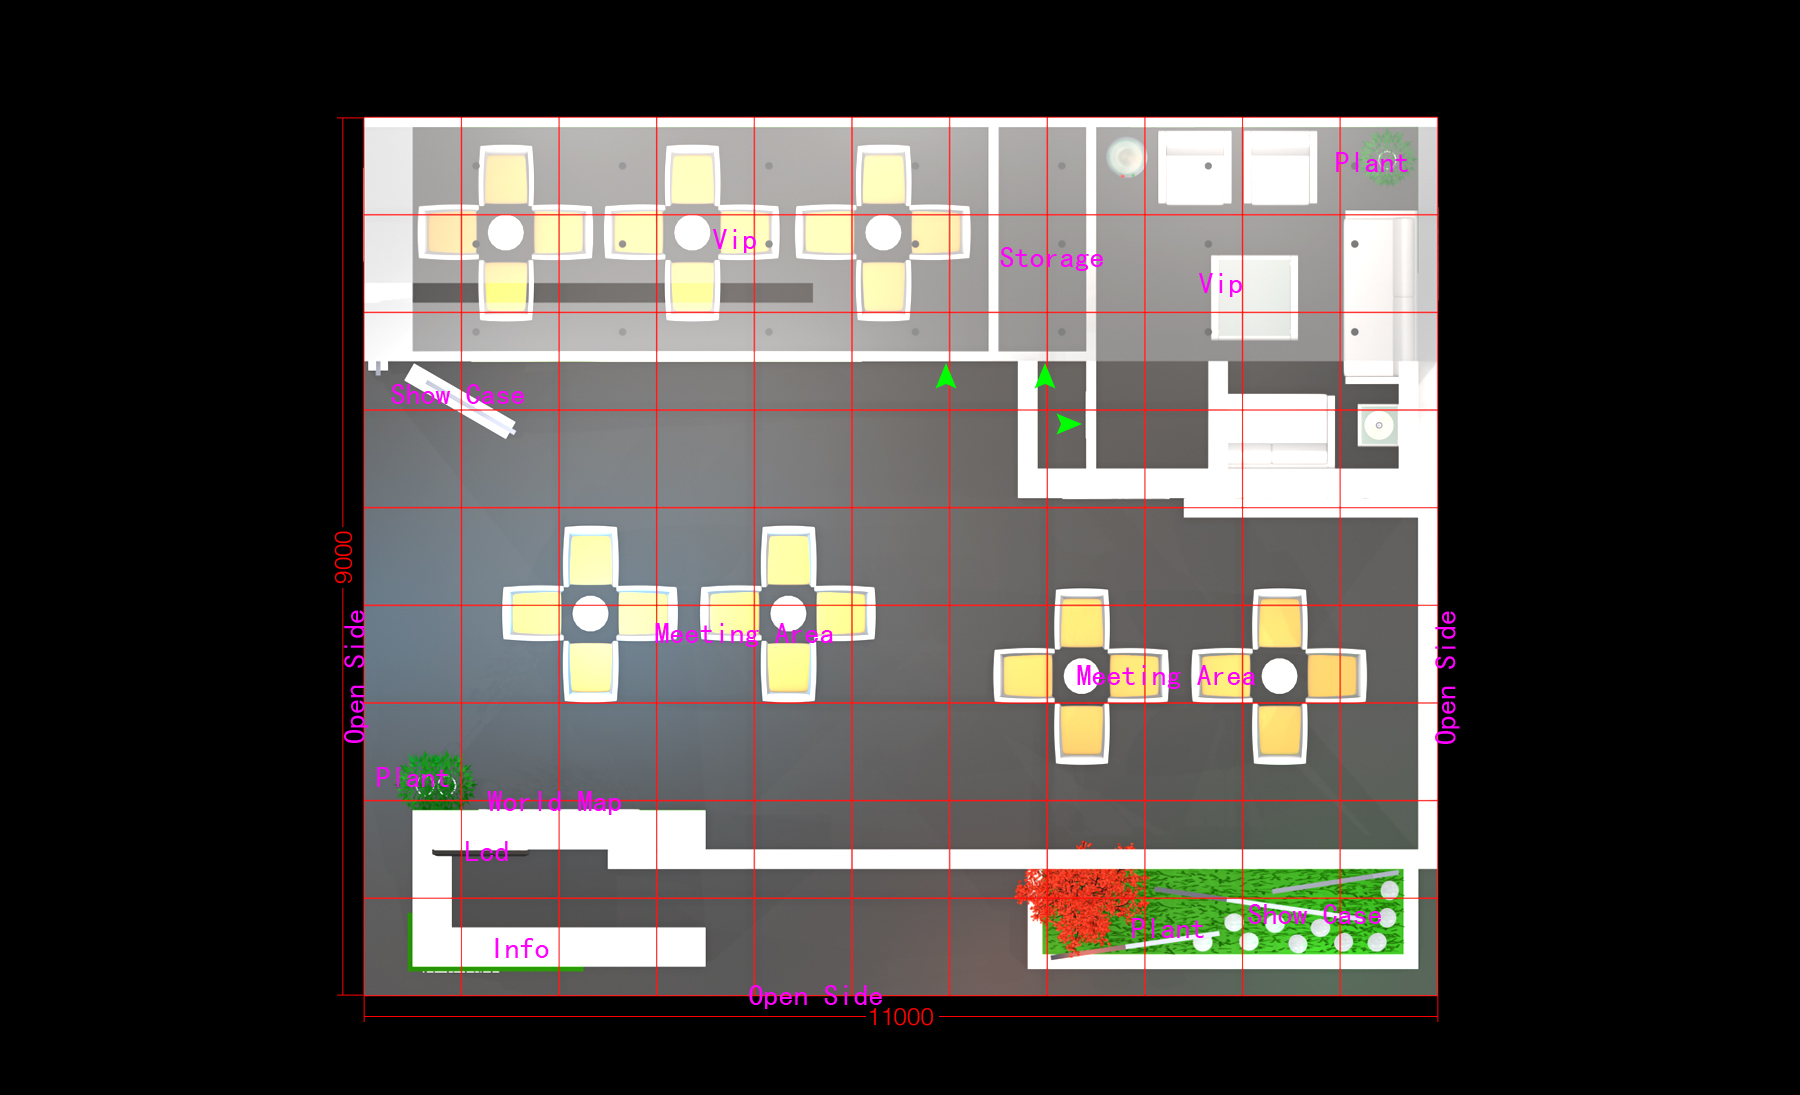 Plant
Vip
Storage
Vip
Show Case
9000
Meeting Area
Meeting Area
Open Side
Open Side
Plant
World Map
Lcd
Show Case
Plant
Info
Open Side
11000